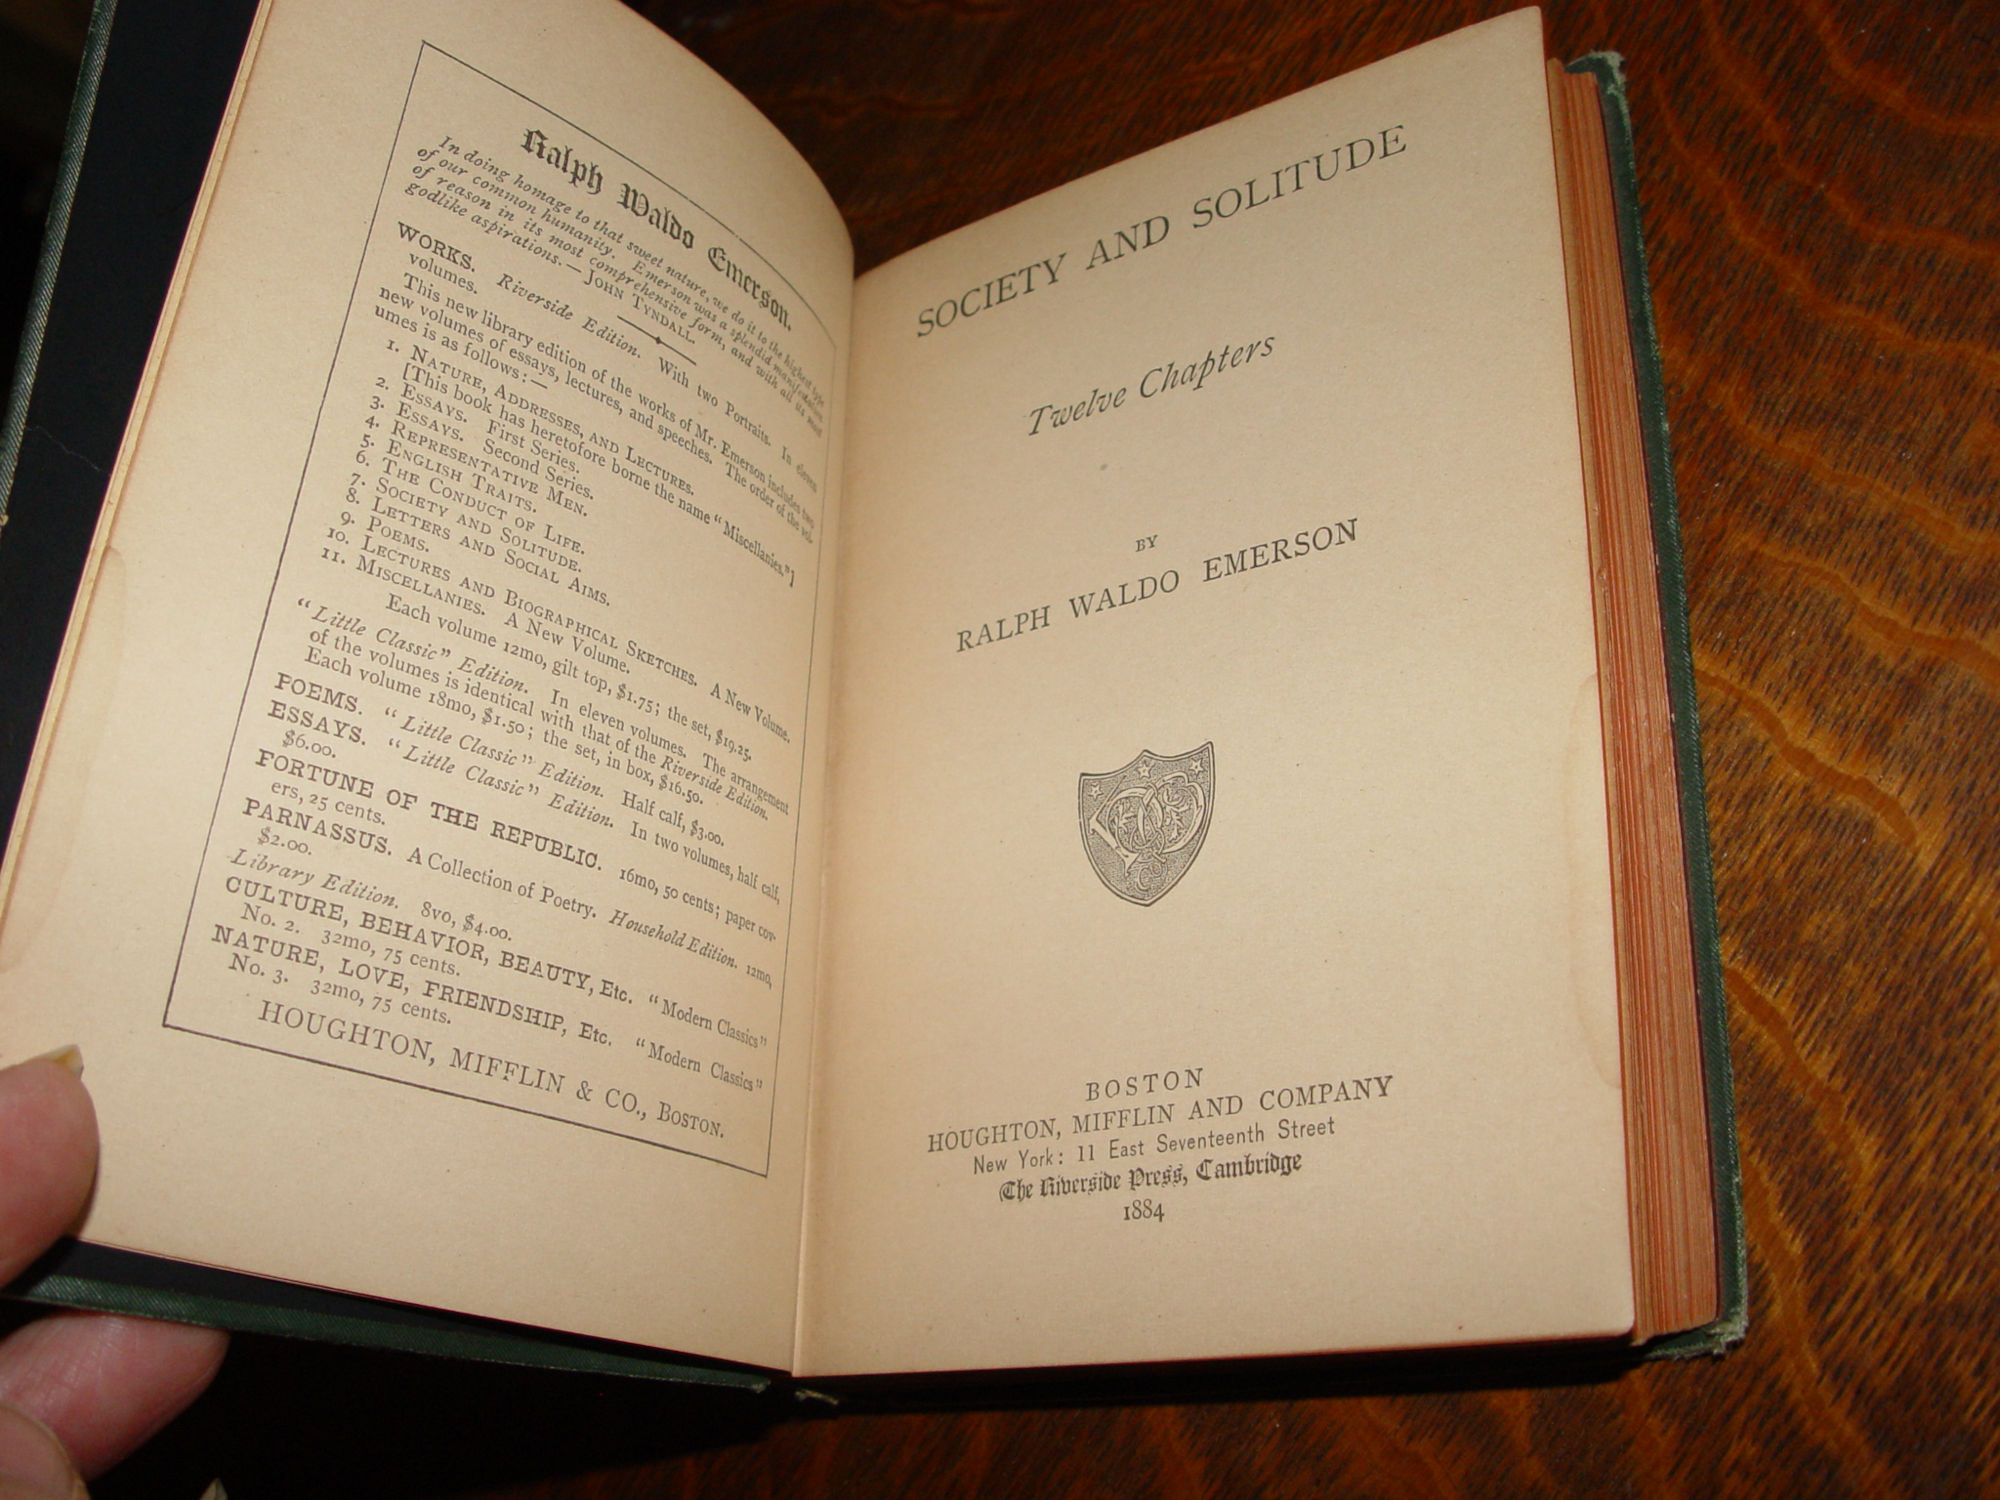 Ralph Waldo Emerson.
In doing homage to that sweet nature, we do it to the highest type
of our common humanity. Emerson was a splendid manifestation
of reason in its most comprehensive form, and with all its most
godlike aspirations. — JOHN TYNDALL.
WORKS. Riverside Edition. With two Portraits. In eleven
volumes.
This new library edition of the works of Mr. Emerson includes two
new volumes of essays, lectures, and speeches. The order of the vol-
umes is as follows: —
1. NATURE, ADDRESSES, AND LECTURES.
[This book has heretofore borne the name “Miscellanies.”]
2. ESSAYS. First Series.
3. ESSAYS. Second Series.
4. REPRESENTATIVE MEN.
5. ENGLISH TRAITS.
6. THE CONDUCT OF LIFE.
7. SOCIETY AND SOLITUDE.
8. LETTERS AND SOCIAL AIMS.
9. POEMS.
10. LECTURES AND BIOGRAPHICAL SKETCHES. A New Volume.
11. MISCELLANIES. A New Volume.
Each volume 12mo, gilt top, $1.75; the set, $19.25.
“Little Classic” Edition. In eleven volumes. The arrangement
of the volumes is identical with that of the Riverside Edition.
Each volume 18mo, $1.50; the set, in box, $16.50.
POEMS. “Little Classic” Edition. Half calf, $3.00.
ESSAYS. “Little Classic” Edition. In two volumes, half calf,
$6.00.
FORTUNE OF THE REPUBLIC. 16mo, 50 cents; paper cov-
ers, 25 cents.
PARNASSUS. A Collection of Poetry. Household Edition. 12mo,
$2.00.
Library Edition. 8vo, $4.00.
CULTURE, BEHAVIOR, BEAUTY, Etc. “Modern Classics”
No. 2. 32mo, 75 cents.
NATURE, LOVE, FRIENDSHIP, Etc. “Modern Classics”
No. 3. 32mo, 75 cents.
HOUGHTON, MIFFLIN & CO., BOSTON.
SOCIETY AND SOLITUDE
Twelve Chapters
BY
RALPH WALDO EMERSON
BOSTON
HOUGHTON, MIFFLIN AND COMPANY
New York: 11 East Seventeenth Street
The Riverside Press, Cambridge
1884